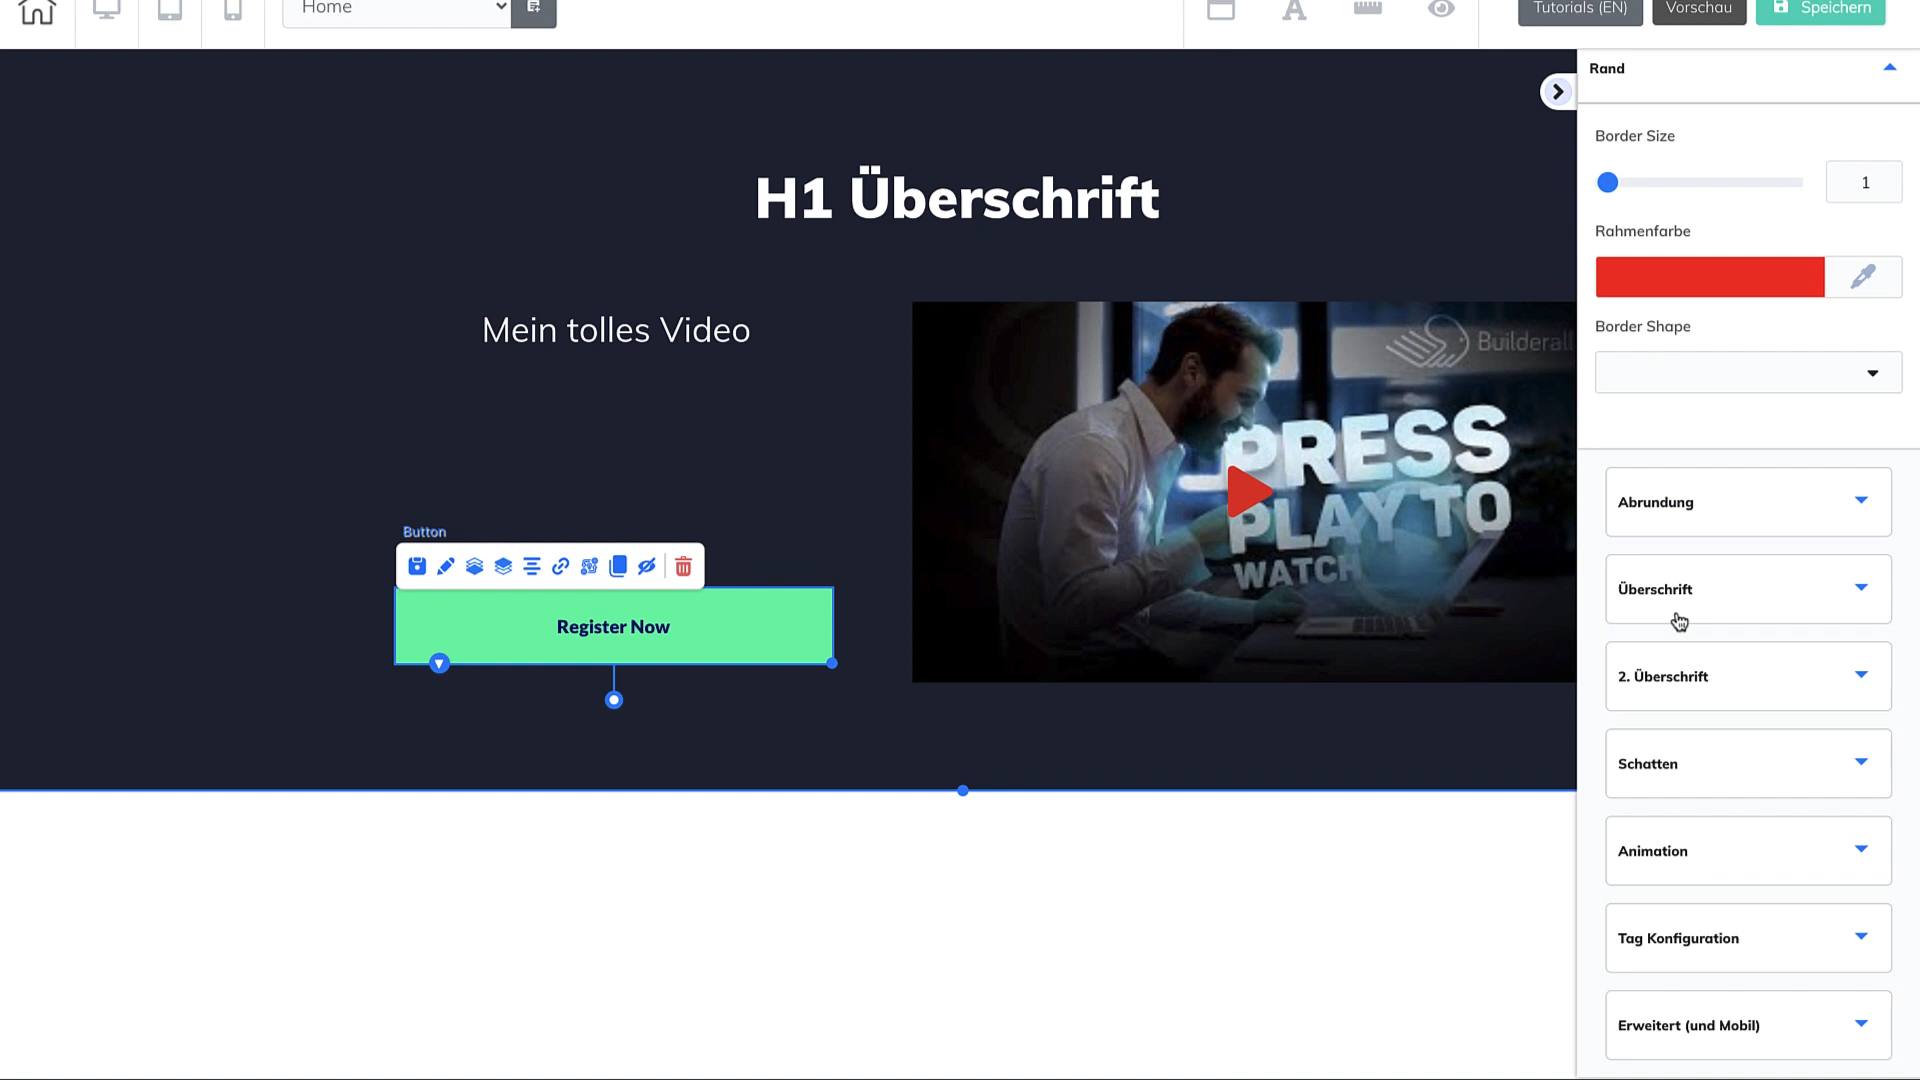 Home
Tutorials (EN)
Vorschau
Speichern
Rand
Border Size
1
Rahmenfarbe
Border Shape
H1 Überschrift
Mein tolles Video
Builderall
PRESS
PLAY TO
WATCH
Button
Register Now
Abrundung
Überschrift
2. Überschrift
Schatten
Animation
Tag Konfiguration
Erweitert (und Mobil)